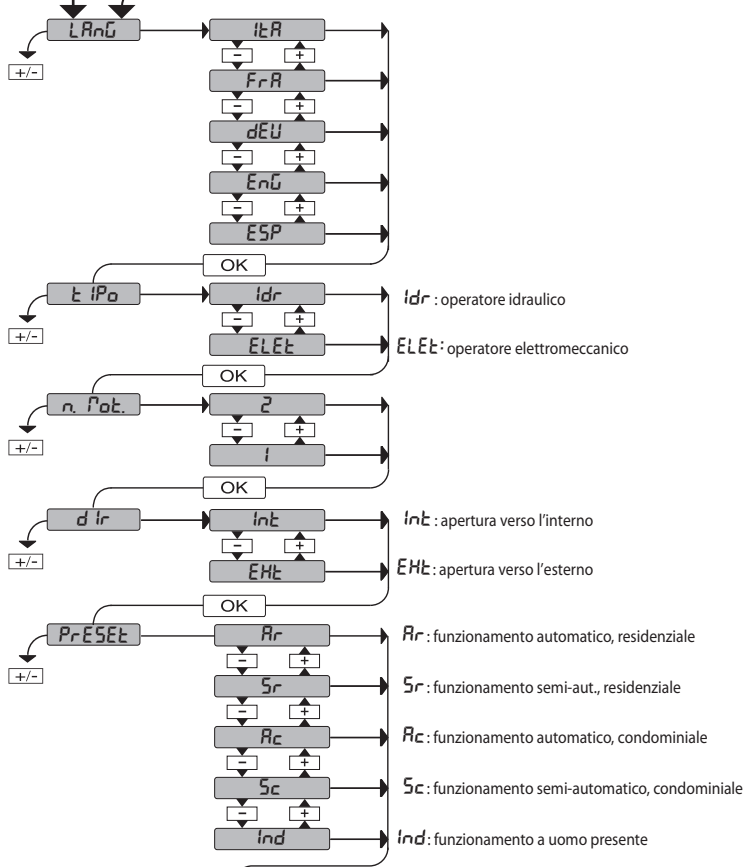 LAnG ItA
- +
+/-
FrA
- +
dEU
- +
EnG
- +
ESP
OK
tIPo Idr Idr : operatore idraulico
- +
+/-
ELEt ELEt: operatore elettromeccanico
OK
n. Mot. 2
- +
+/-
1
OK
dIr Int Int : apertura verso l'interno
- +
+/-
EHt EHt: apertura verso l'esterno
OK
PrESEt Ar Ar : funzionamento automatico, residenziale
- +
+/-
Sr Sr : funzionamento semi-aut., residenziale
- +
Ac Ac : funzionamento automatico, condominiale
- +
Sc Sc : funzionamento semi-automatico, condominiale
- +
Ind Ind: funzionamento a uomo presente